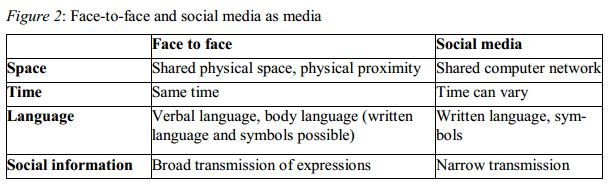 Figure 2: Face-to-face and social media as media
Face to face Social media
Space Shared physical space, physical proximity Shared computer network
Time Same time Time can vary
Language Verbal language, body language (written Written language, sym-
language and symbols possible) bols
Social information Broad transmission of expressions Narrow transmission